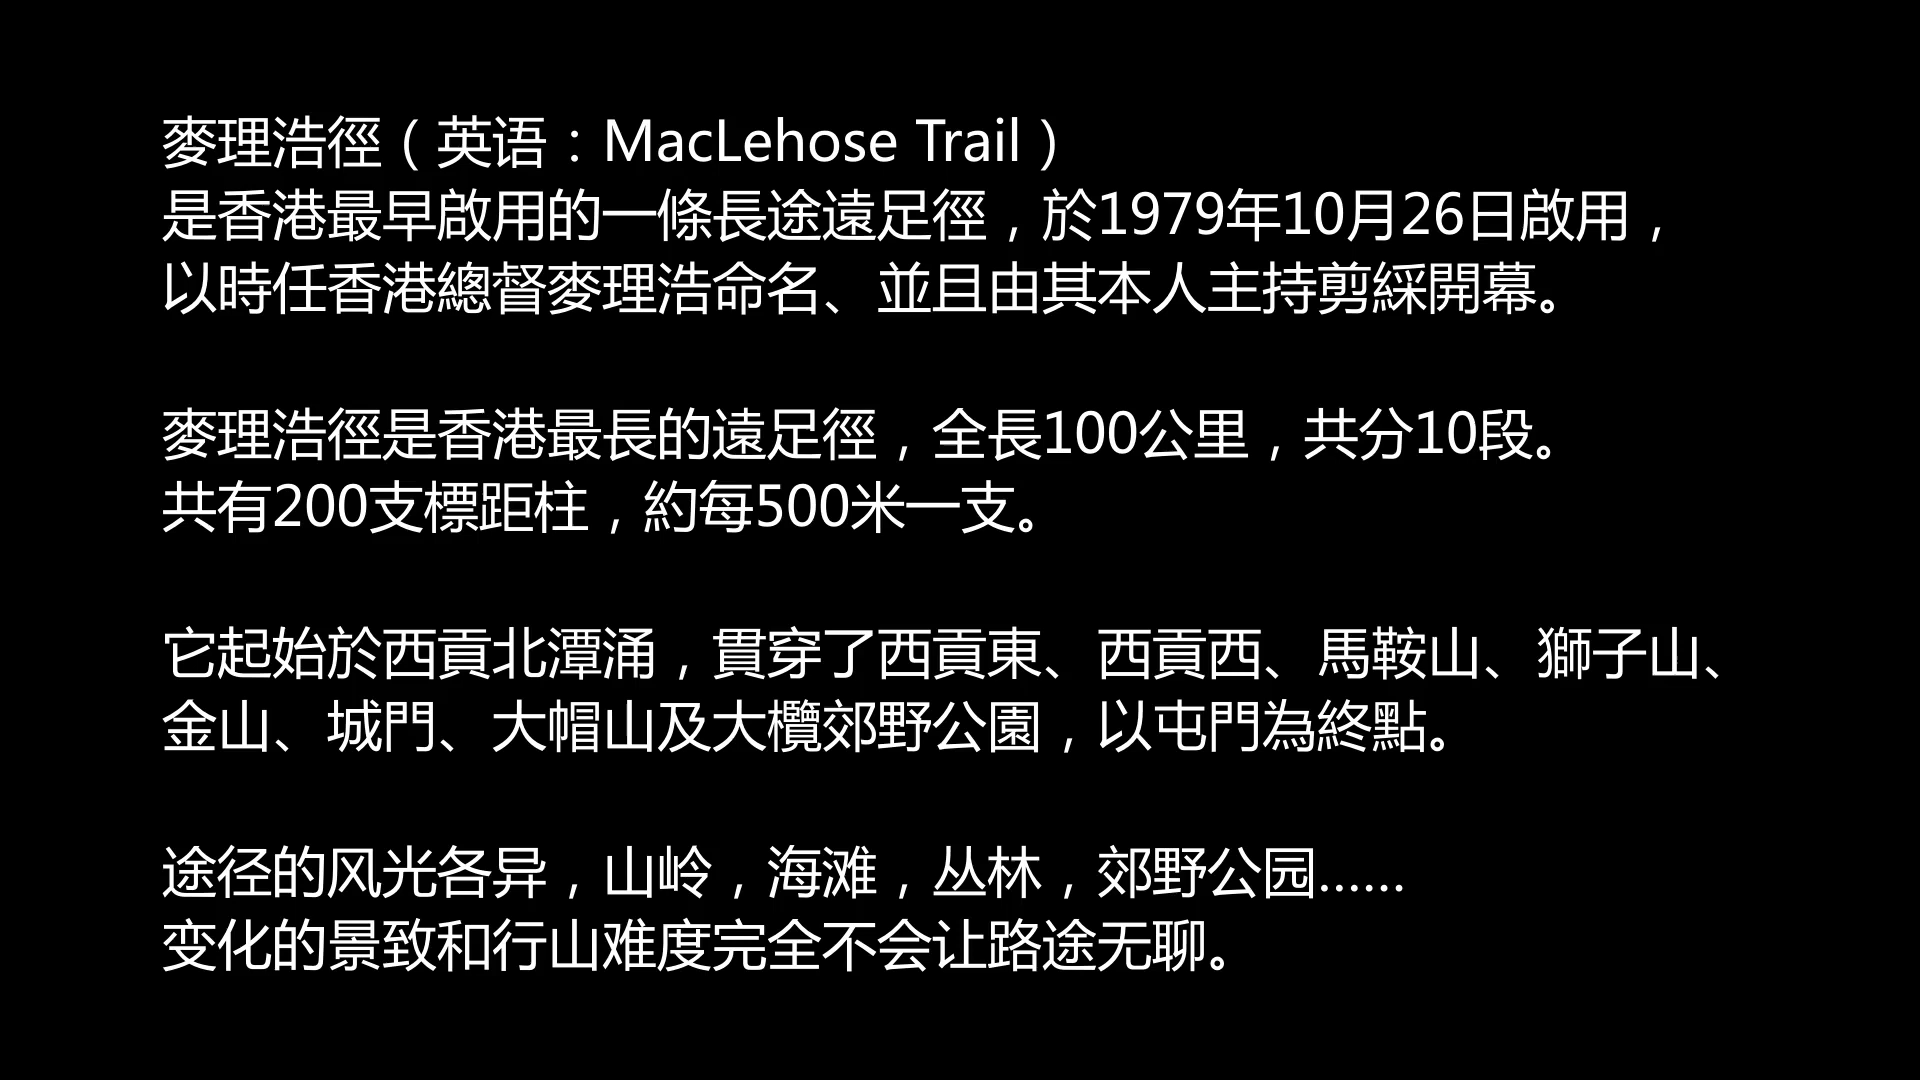 麥理浩徑（英语：MacLehose Trail）
是香港最早啟用的一條長途遠足徑，於1979年10月26日啟用，
以時任香港總督麥理浩命名、並且由其本人主持剪綵開幕。
麥理浩徑是香港最長的遠足徑，全長100公里，共分10段。
共有200支標距柱，約每500米一支。
它起始於西貢北潭涌，貫穿了西貢東、西貢西、馬鞍山、獅子山、
金山、城門、大帽山及大欖郊野公園，以屯門為終點。
途径的风光各异，山岭，海滩，丛林，郊野公园......
变化的景致和行山难度完全不会让路途无聊。